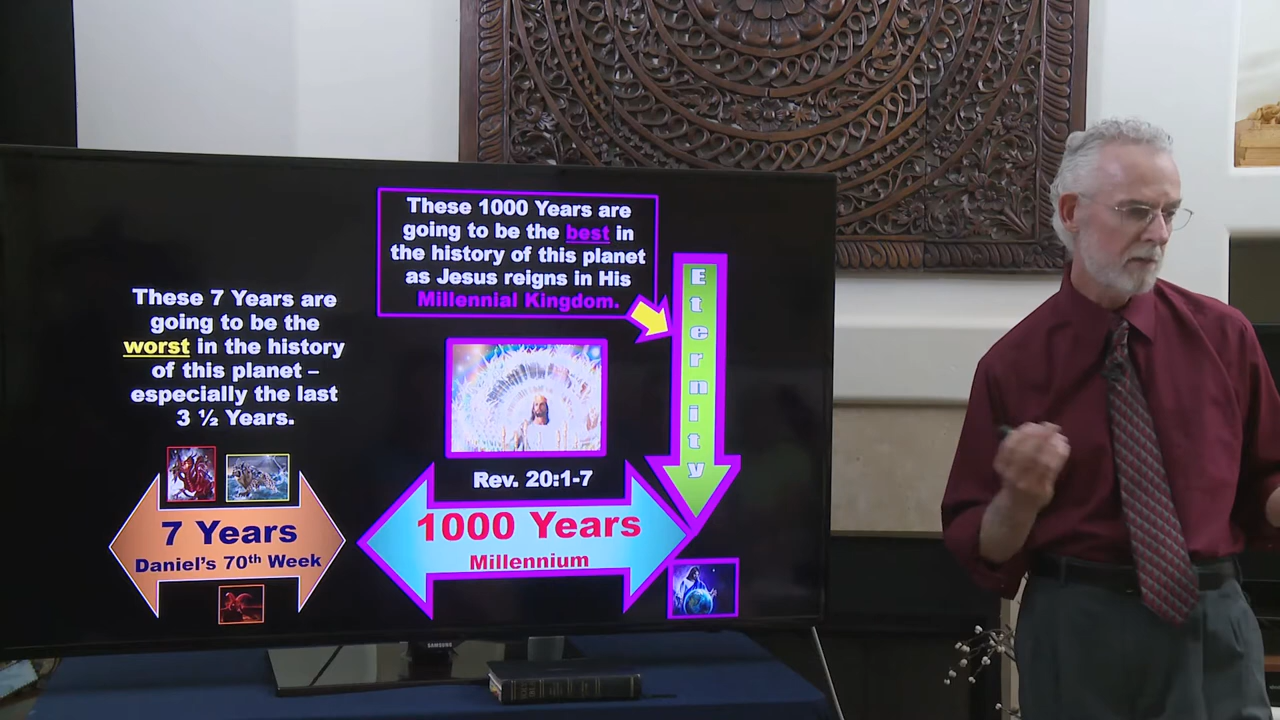 These 1000 Years are
going to be the best in
the history of this planet
as Jesus reigns in His
Millennial Kingdom.
These 7 Years are
going to be the
worst in the history
of this planet –
especially the last
3 ½ Years.
Eternity
Rev. 20:1-7
7 Years
Daniel's 70th Week
1000 Years
Millennium
SAMSUNG